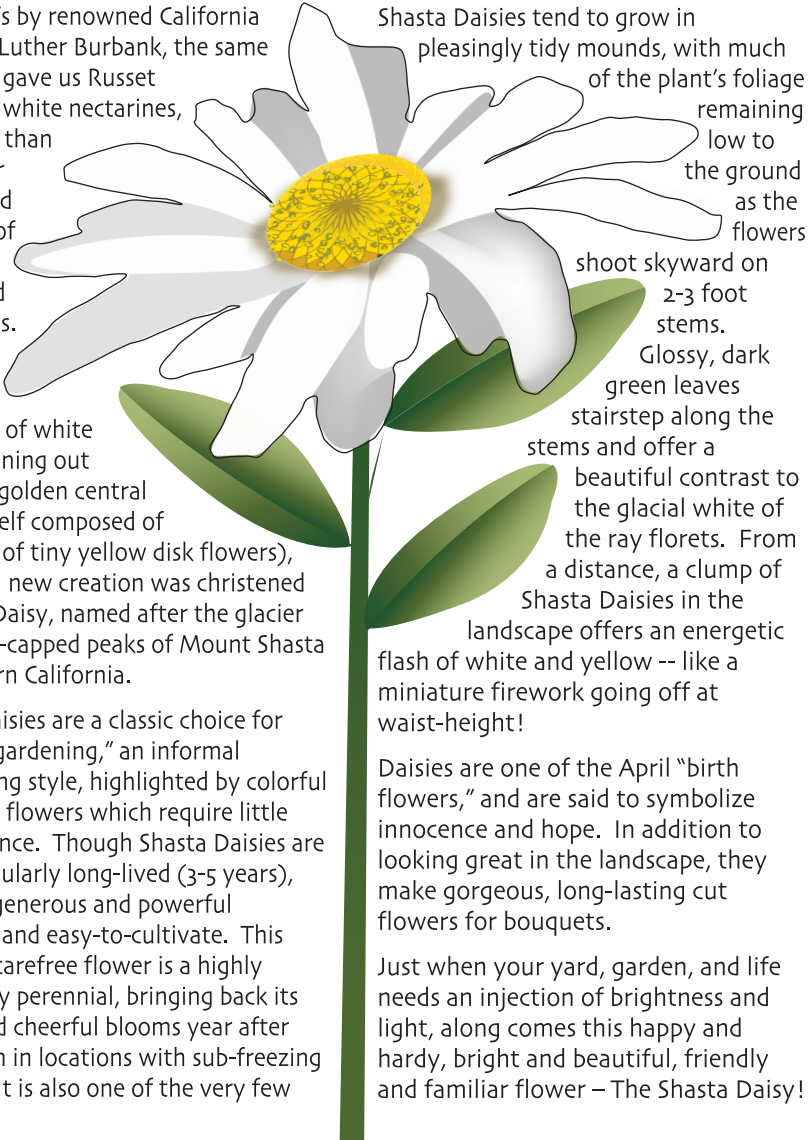 's by renowned California
Luther Burbank, the same
gave us Russet
white nectarines,
than
of
s.
of white
ning out
golden central
elf composed of
of tiny yellow disk flowers),
new creation was christened
Daisy, named after the glacier
-capped peaks of Mount Shasta
rn California.
aisies are a classic choice for
gardening,” an informal
ng style, highlighted by colorful
flowers which require little
nce. Though Shasta Daisies are
ularly long-lived (3-5 years),
generous and powerful
and easy-to-cultivate. This
carefree flower is a highly
y perennial, bringing back its
d cheerful blooms year after
n in locations with sub-freezing
t is also one of the very few
Shasta Daisies tend to grow in
pleasingly tidy mounds, with much
of the plant’s foliage
remaining
low to
the ground
as the
flowers
shoot skyward on
2-3 foot
stems.
Glossy, dark
green leaves
stairstep along the
stems and offer a
beautiful contrast to
the glacial white of
the ray florets. From
a distance, a clump of
Shasta Daisies in the
landscape offers an energetic
flash of white and yellow -- like a
miniature firework going off at
waist-height!
Daisies are one of the April “birth
flowers,” and are said to symbolize
innocence and hope. In addition to
looking great in the landscape, they
make gorgeous, long-lasting cut
flowers for bouquets.
Just when your yard, garden, and life
needs an injection of brightness and
light, along comes this happy and
hardy, bright and beautiful, friendly
and familiar flower – The Shasta Daisy!